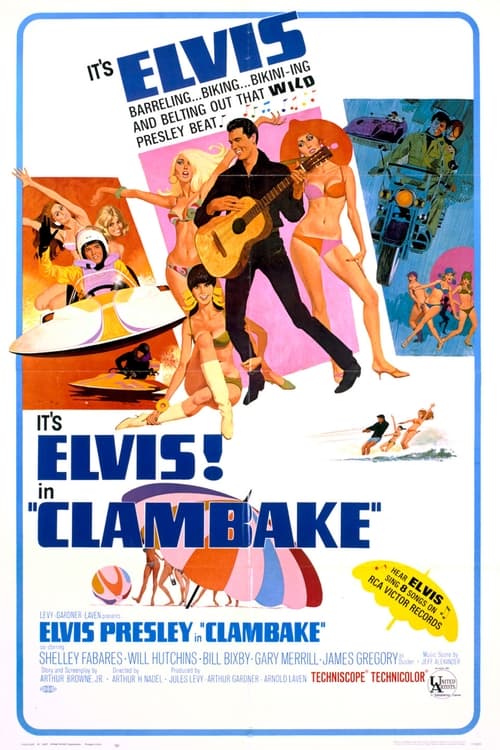 IT'S ELVIS
BARRELING...BIKING...BIKINI-ING
AND BELTING OUT THAT WILD
PRESLEY BEAT
IT'S
ELVIS!
in
"CLAMBAKE"
HEAR ELVIS
SING 8 SONGS ON
RCA VICTOR RECORDS
LEVY-GARDNER-LAVEN presents
ELVIS PRESLEY in "CLAMBAKE"
co-starring
SHELLEY FABARES · WILL HUTCHINS · BILL BIXBY · GARY MERRILL · JAMES GREGORY
Story and Screenplay by
ARTHUR BROWNE, JR.
Directed by
ARTHUR H NADEL
Produced by
JULES LEVY · ARTHUR GARDNER · ARNOLD LAVEN
TECHNISCOPE® TECHNICOLOR®
Music Score by
JEFF ALEXANDER
UNITED
ARTISTS